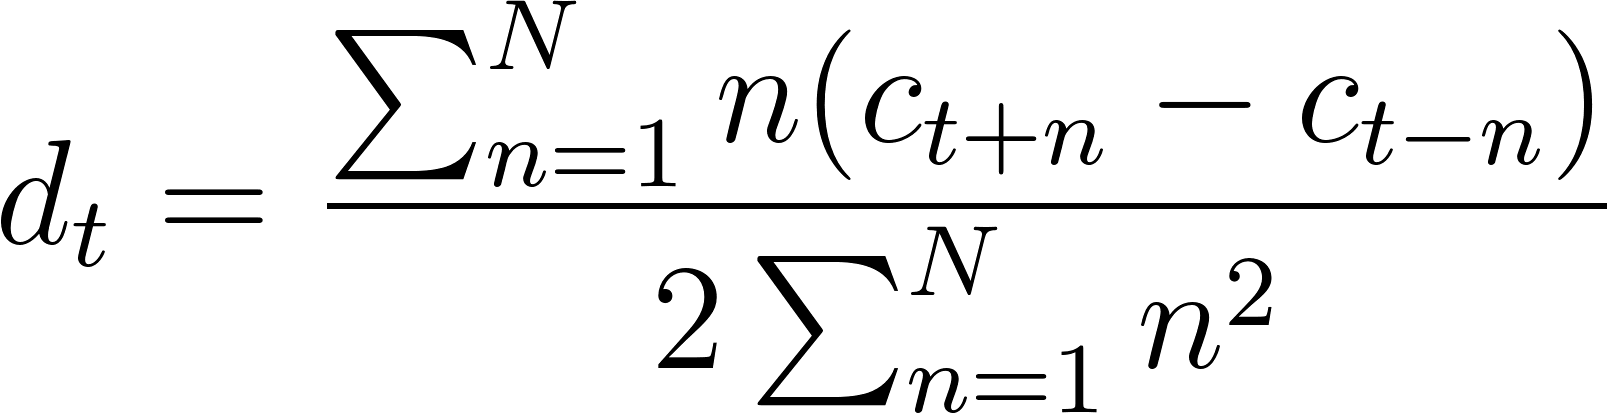 d_t = \frac{\sum_{n=1}^{N} n(c_{t+n} - c_{t-n})}{2 \sum_{n=1}^{N} n^2}